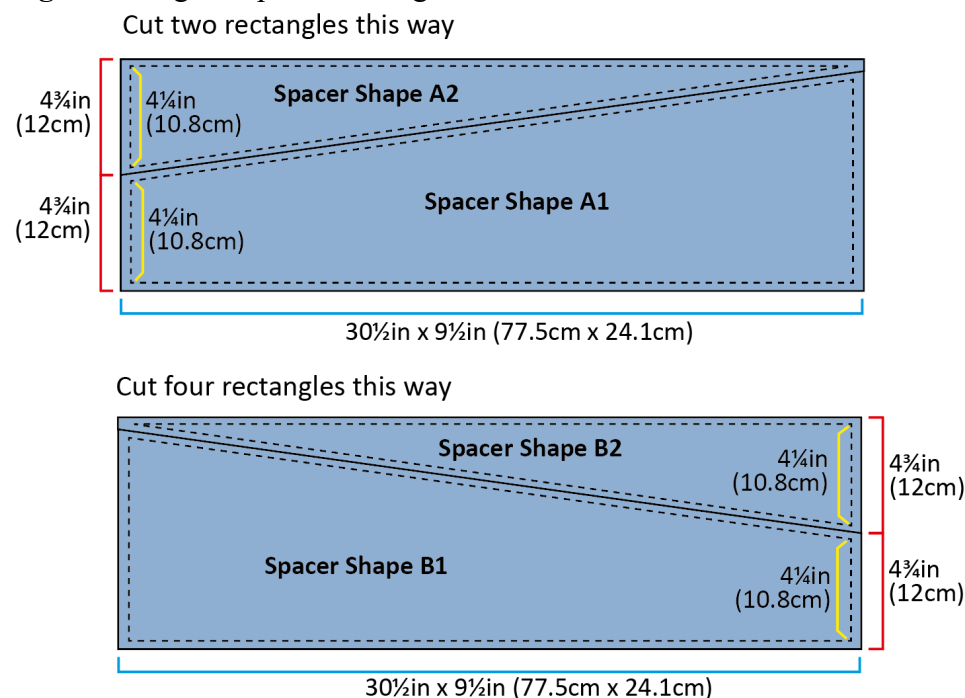 Cut two rectangles this way
4¾in
(12cm)
4¼in
(10.8cm)
Spacer Shape A2
4¾in
(12cm)
4¼in
(10.8cm)
Spacer Shape A1
30½in x 9½in (77.5cm x 24.1cm)
Cut four rectangles this way
Spacer Shape B2
4¼in
(10.8cm)
4¾in
(12cm)
Spacer Shape B1
4¼in
(10.8cm)
4¾in
(12cm)
30½in x 9½in (77.5cm x 24.1cm)